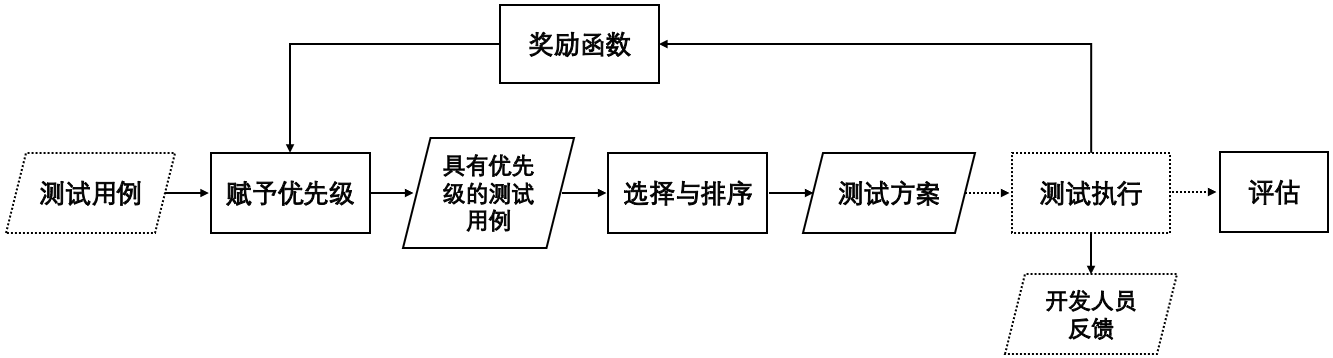 奖励函数
测试用例
赋予优先级
具有优先
级的测试
用例
选择与排序
测试方案
测试执行
评估
开发人员
反馈